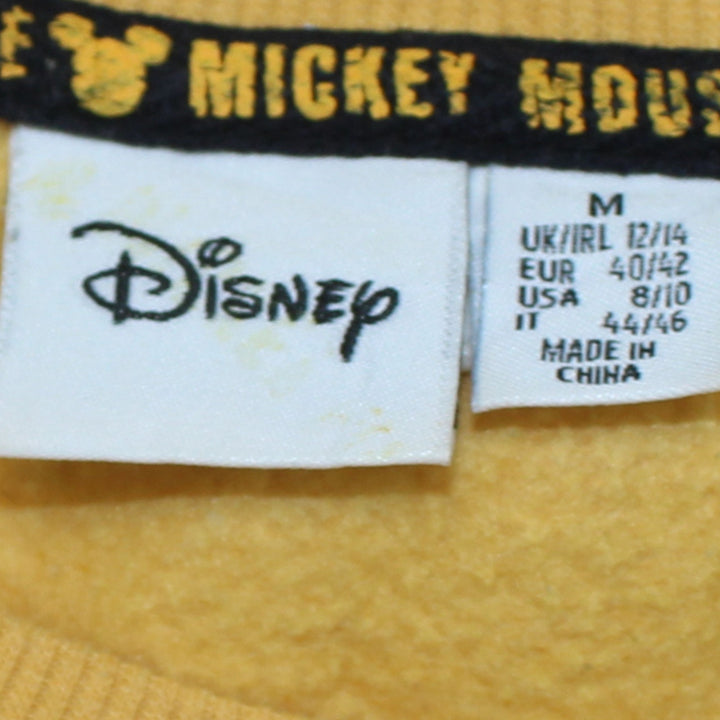 E MICKEY MOUS
Disney
M
UK/IRL 12/14
EUR 40/42
USA 8/10
IT 44/46
MADE IN
CHINA